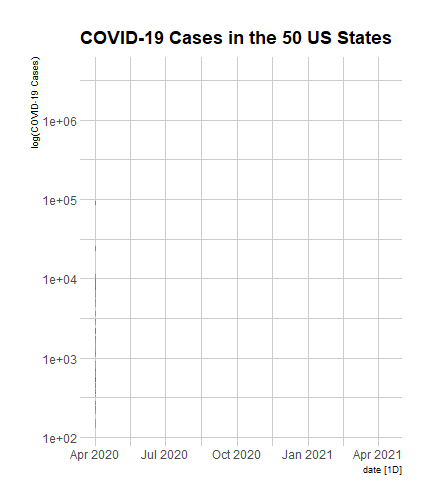 COVID-19 Cases in the 50 US States
log(COVID-19 Cases)
1e+06
1e+05
1e+04
1e+03
1e+02
Apr 2020 Jul 2020 Oct 2020 Jan 2021 Apr 2021
date [1D]